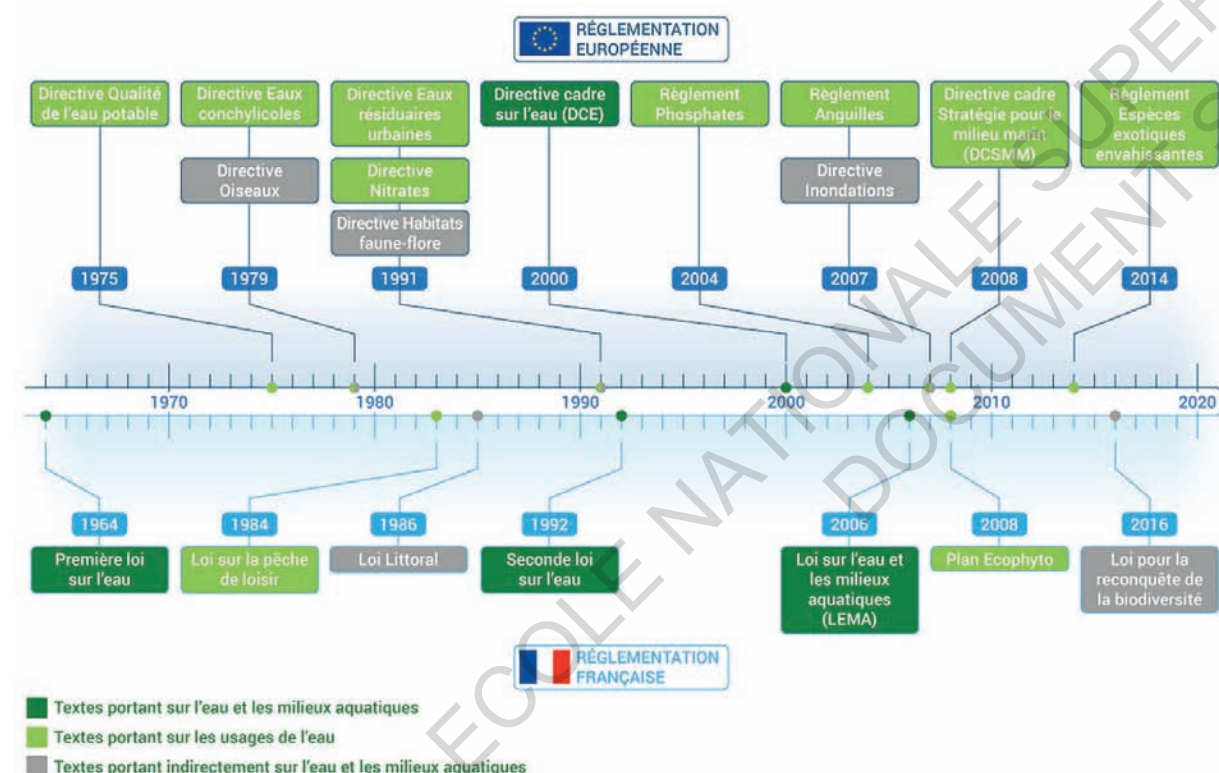 RÉGLEMENTATION
EUROPÉENNE
Directive Qualité
de l'eau potable
Directive Eaux
conchylicoles
Directive Eaux
résiduaires
urbaines
Directive cadre
sur l'eau (DCE)
Règlement
Phosphates
Règlement
Anguilles
Directive cadre
Stratégie pour le
milieu marin
(DCSMM)
Règlement
Espèces
exotiques
envahissantes
Directive
Oiseaux
Directive
Nitrates
Directive
Inondations
Directive Habitats
faune-flore
1975
1979
1991
2000
2004
2007
2008
2014
1970
1980
1990
2000
2010
2020
1964
1984
1986
1992
2006
2008
2016
Première loi
sur l'eau
Loi sur la pêche
de loisir
Loi Littoral
Seconde loi
sur l'eau
Loi sur l'eau et
les milieux
aquatiques
(LEMA)
Plan Ecophyto
Loi pour la
reconquête de
la biodiversité
RÉGLEMENTATION
FRANÇAISE
Textes portant sur l'eau et les milieux aquatiques
Textes portant sur les usages de l'eau
Textes portant indirectement sur l'eau et les milieux aquatiques
ECOLE NATIONALE SUPER
DOCUMENT S